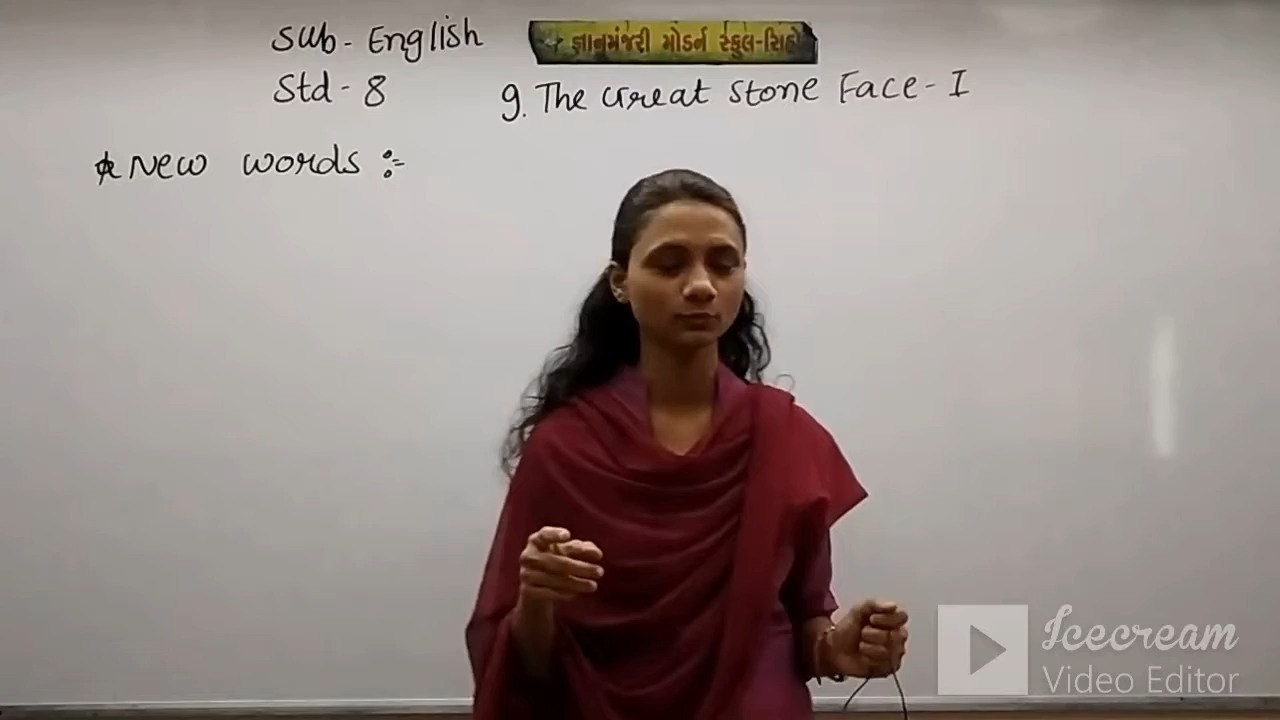 Sub - English
જ્ઞાનમંજરી મોડર્ન સ્કુલ-સિહો
Std - 8
9. The Great Stone Face - I
* New words :-
Icecream
Video Editor